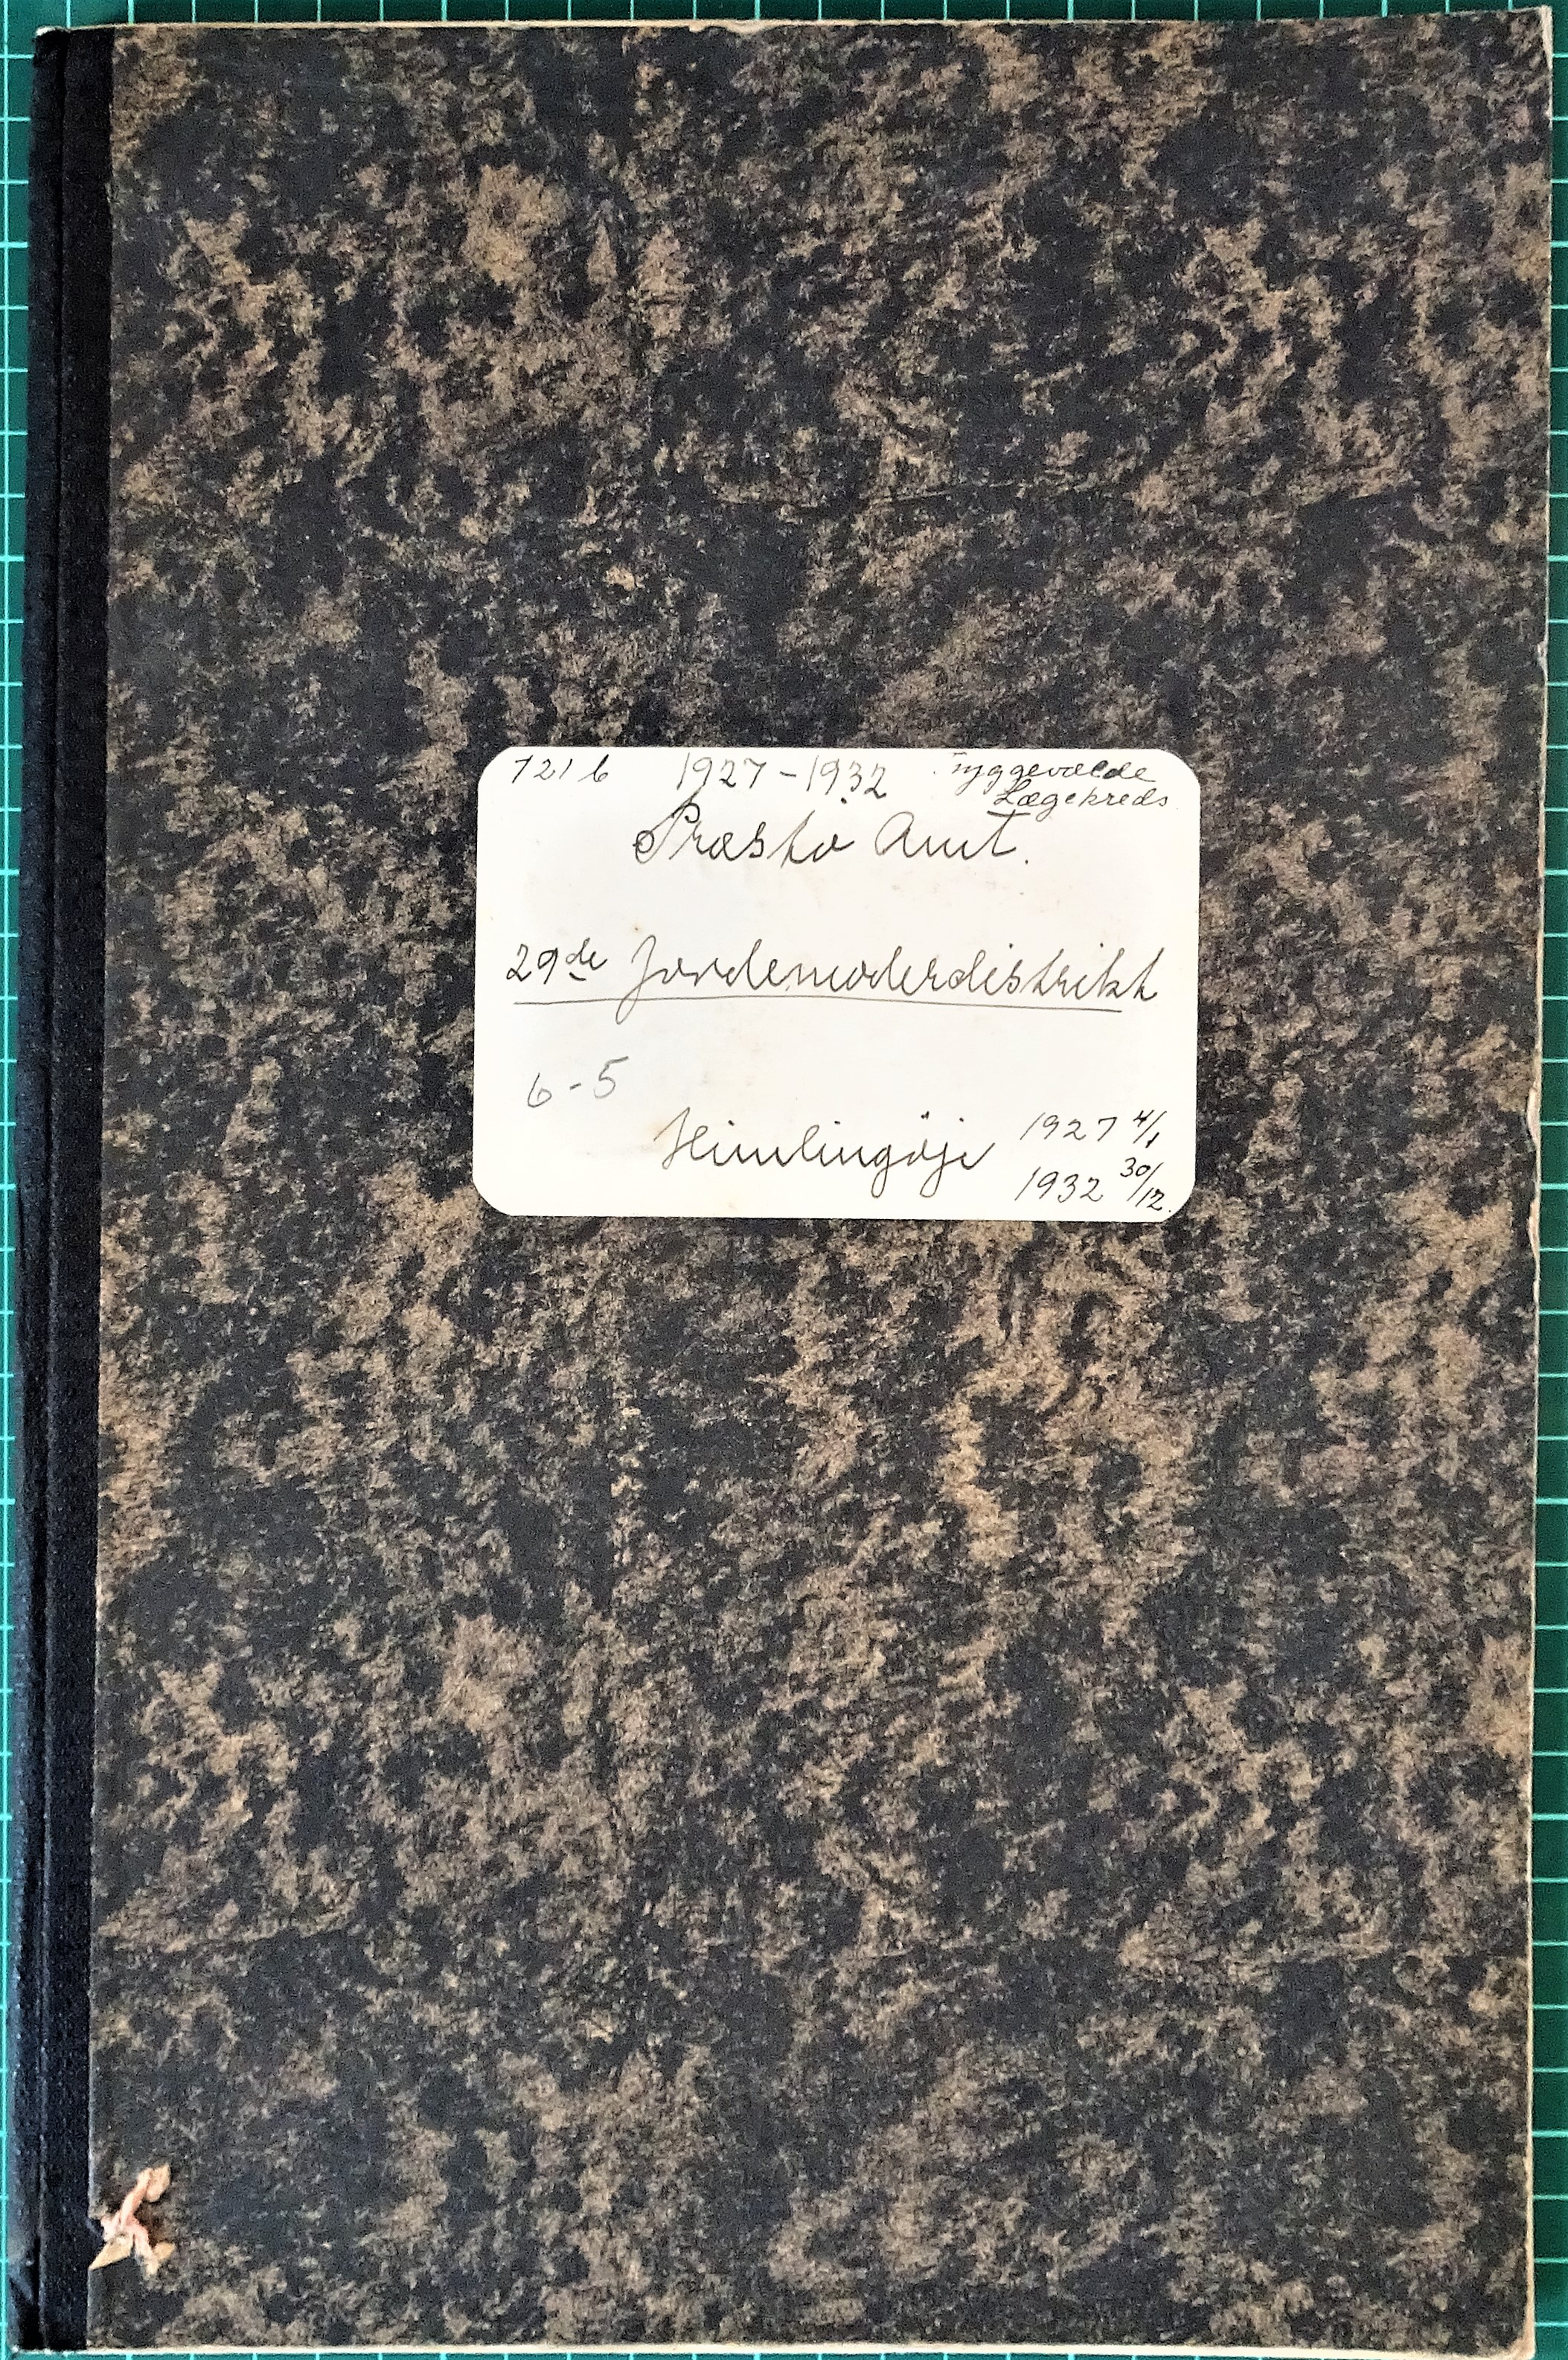 7216 1927-1932 Tyggevælde
Lægekreds
Præstø Amt.
29de Jordemoderdistrikt
6-5
Himlingøje 1927 4/1
1932 30/12.